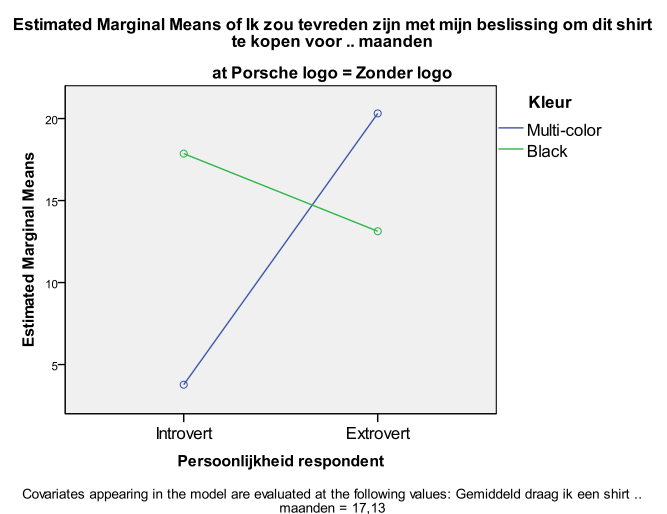 Estimated Marginal Means of Ik zou tevreden zijn met mijn beslissing om dit shirt
te kopen voor .. maanden
at Porsche logo = Zonder logo
Kleur
Multi-color
Black
Estimated Marginal Means
20
15
10
5
Introvert
Extrovert
Persoonlijkheid respondent
Covariates appearing in the model are evaluated at the following values: Gemiddeld draag ik een shirt ..
maanden = 17,13